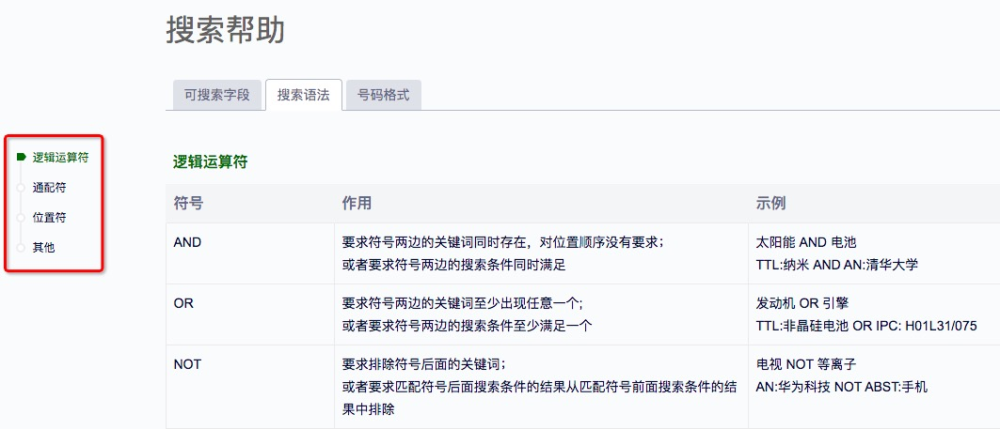 搜索帮助
可搜索字段 搜索语法 号码格式
逻辑运算符
通配符
位置符
其他
逻辑运算符
符号 作用 示例
AND 要求符号两边的关键词同时存在，对位置顺序没有要求； 太阳能 AND 电池
或者要求符号两边的搜索条件同时满足 TTL:纳米 AND AN:清华大学
OR 要求符号两边的关键词至少出现任意一个; 发动机 OR 引擎
或者要求符号两边的搜索条件至少满足一个 TTL:非晶硅电池 OR IPC: H01L31/075
NOT 要求排除符号后面的关键词； 电视 NOT 等离子
或者要求匹配符号后面搜索条件的结果从匹配符号前面搜索条件的结 AN:华为科技 NOT ABST:手机
果中排除